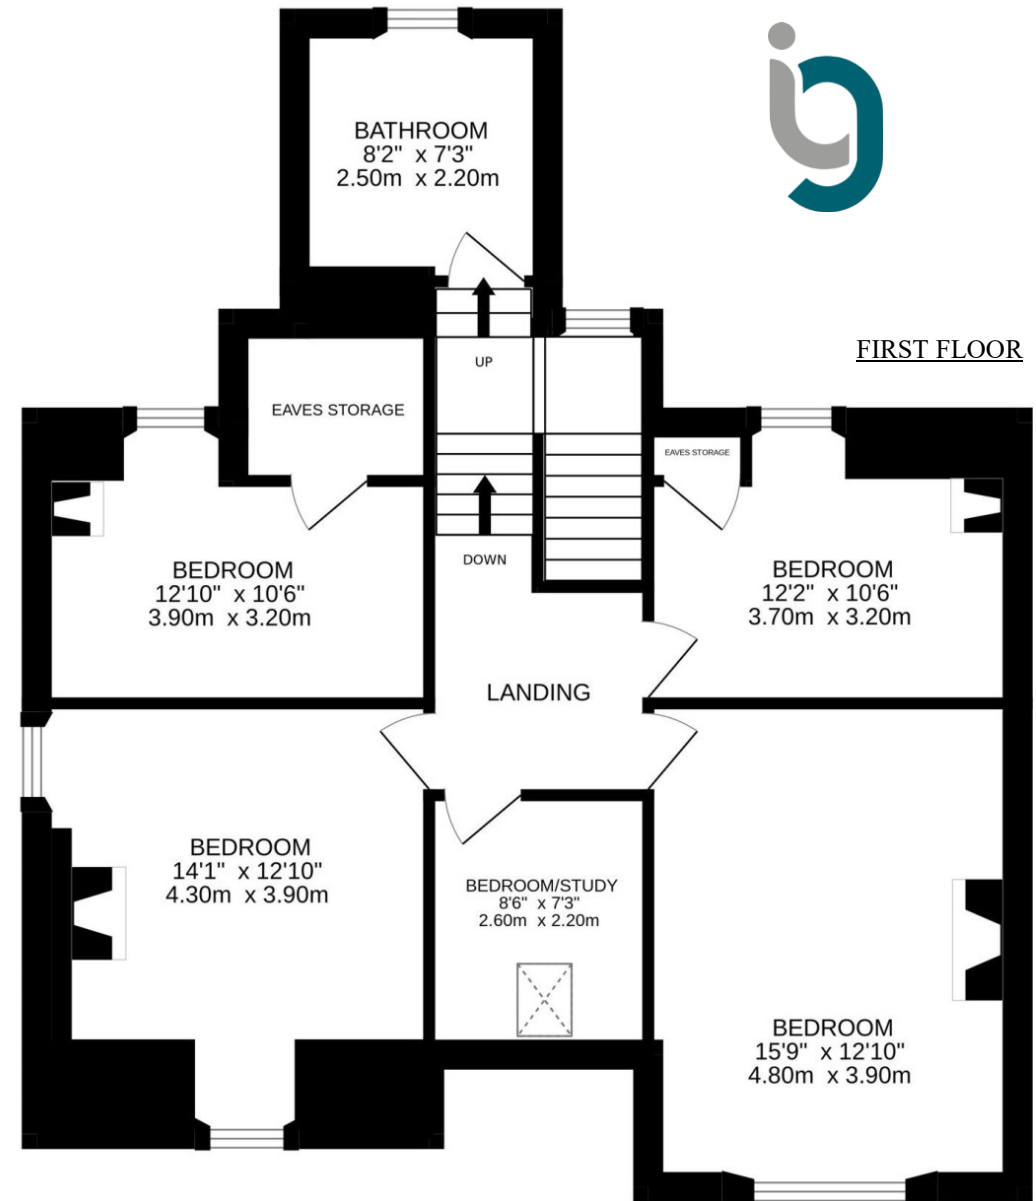 BATHROOM
8'2" x 7'3"
2.50m x 2.20m
ig
FIRST FLOOR
UP
EAVES STORAGE
EAVES STORAGE
DOWN
BEDROOM
12'10" x 10'6"
3.90m x 3.20m
BEDROOM
12'2" x 10'6"
3.70m x 3.20m
LANDING
BEDROOM
14'1" x 12'10"
4.30m x 3.90m
BEDROOM/STUDY
8'6" x 7'3"
2.60m x 2.20m
BEDROOM
15'9" x 12'10"
4.80m x 3.90m